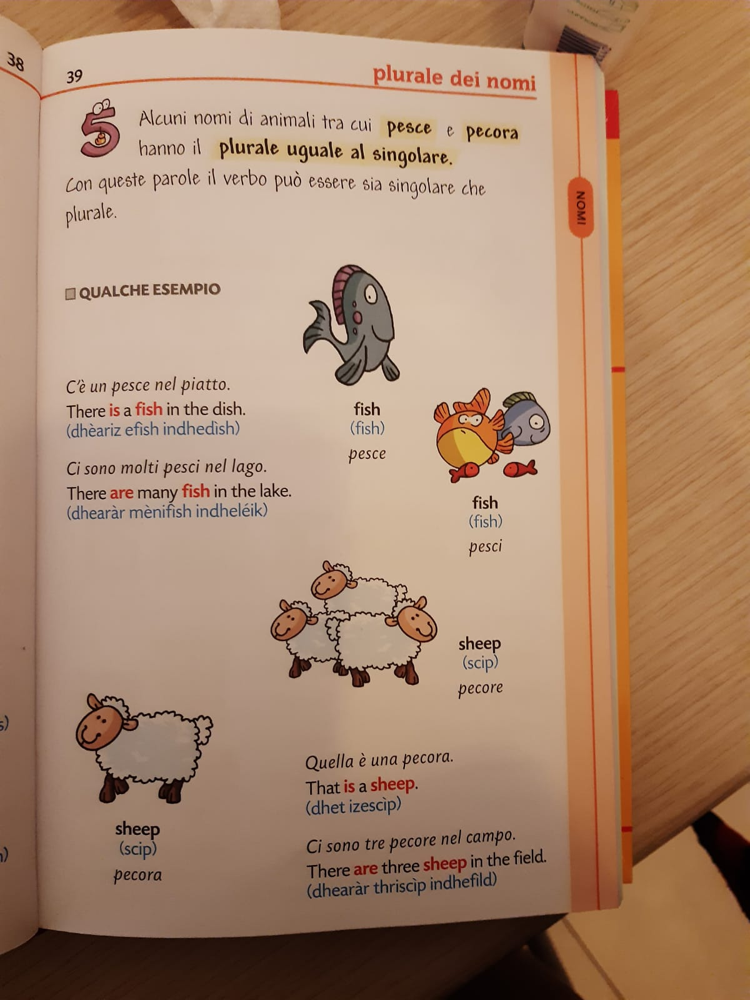 38
39
plurale dei nomi
5
Alcuni nomi di animali tra cui pesce e pecora
hanno il plurale uguale al singolare.
Con queste parole il verbo può essere sia singolare che
plurale.
NOMI
QUALCHE ESEMPIO
C'è un pesce nel piatto.
There is a fish in the dish.
(dhèariz efish indhedìsh)
Ci sono molti pesci nel lago.
There are many fish in the lake.
(dhearàr mènifish indheléik)
fish
(fish)
pesce
fish
(fish)
pesci
sheep
(scip)
pecore
sheep
(scip)
pecora
Quella è una pecora.
That is a sheep.
(dhet izescìp)
Ci sono tre pecore nel campo.
There are three sheep in the field.
(dhearàr thriscìp indhefild)
s)